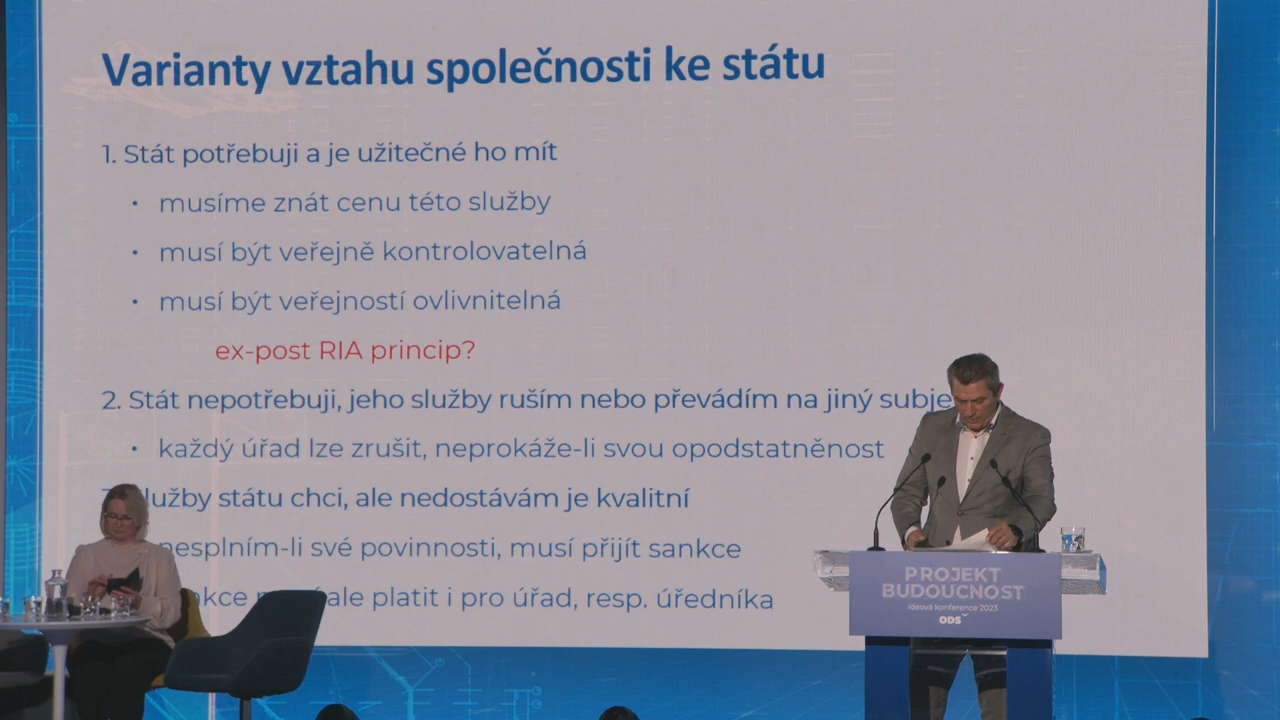 Varianty vztahu společnosti ke státu
1. Stát potřebuji a je užitečné ho mít
• musíme znát cenu této služby
• musí být veřejně kontrolovatelná
• musí být veřejností ovlivnitelná
ex-post RIA princip?
2. Stát nepotřebuji, jeho služby ruším nebo převádím na jiný subje
• každý úřad lze zrušit, neprokáže-li svou opodstatněnost
služby státu chci, ale nedostávám je kvalitní
nesplním-li své povinnosti, musí přijít sankce
ale platit i pro úřad, resp. úředníka
PROJEKT
BUDOUCNOST
ideová konference 2023
ODS